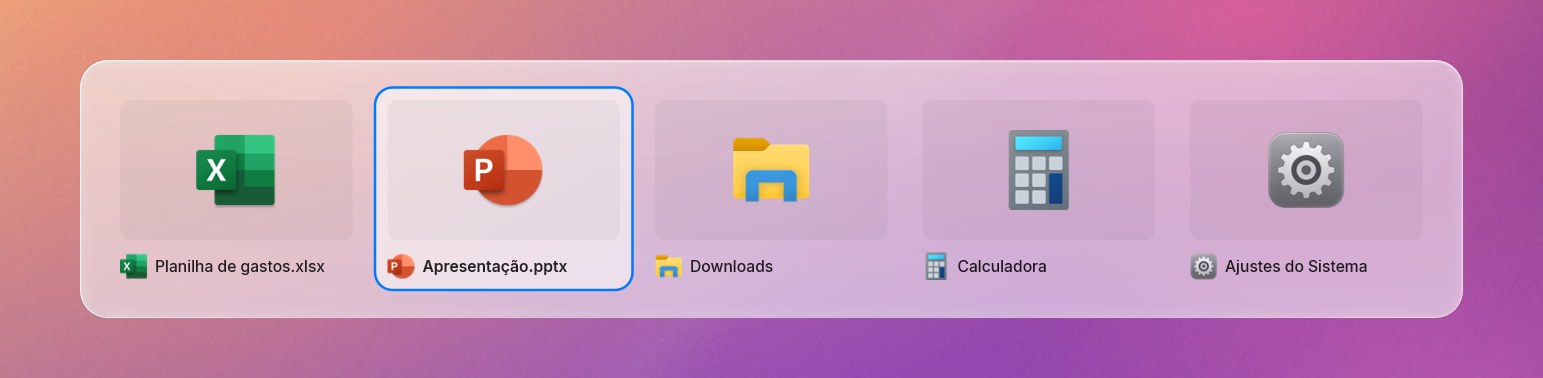 X
P
X Planilha de gastos.xlsx
P Apresentação.pptx
Downloads
Calculadora
Ajustes do Sistema